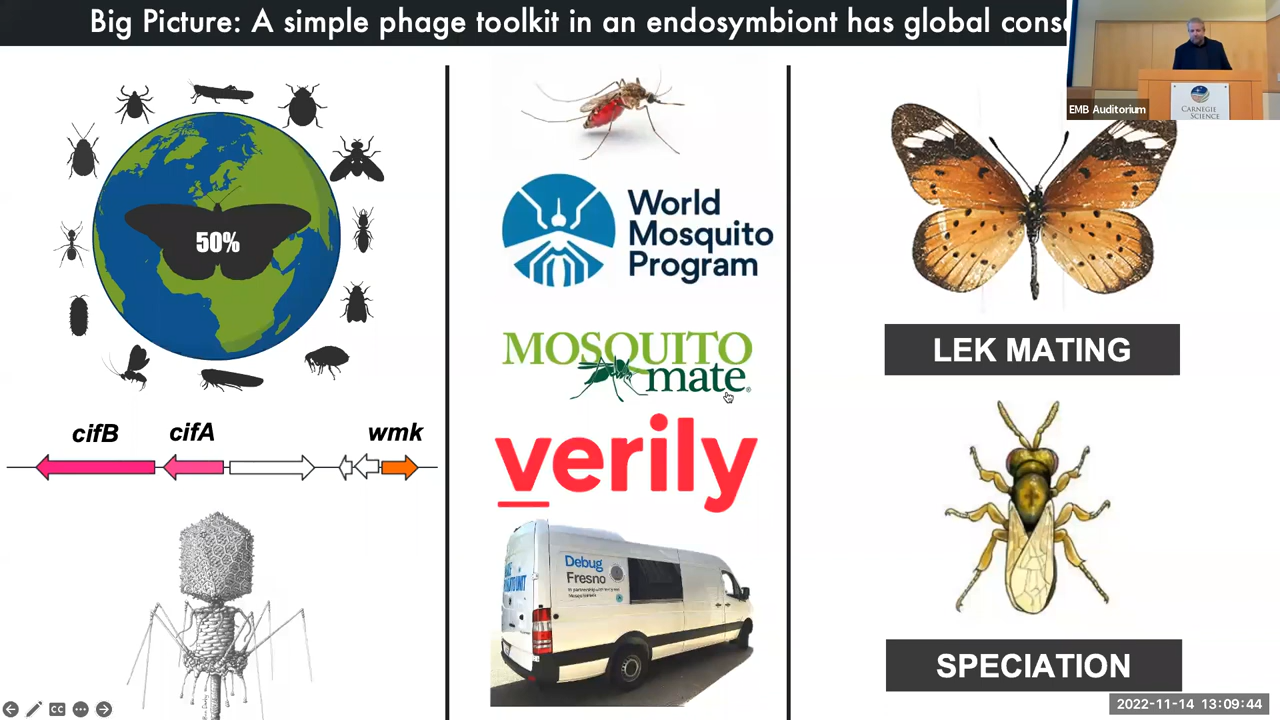 Big Picture: A simple phage toolkit in an endosymbiont has global
EMB Auditorium
CARNEGIE
SCIENCE
50%
cifB
cifA
wmk
World
Mosquito
Program
MOSQUITO
mate®
verily
Debug
Fresno
LEK MATING
SPECIATION
2022-11-14 13:09:44